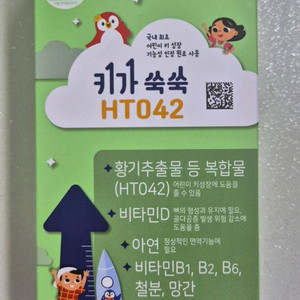 국내 최초
어린이 키 성장
기능성 인정 원료 사용
키가 쑥쑥
HT042
황기추출물 등 복합물
(HT042) 어린이 키성장에 도움을
줄 수 있음
비타민D 뼈의 형성과 유지에 필요,
골다공증 발생 위험 감소에
도움을 줌
아연 정상적인 면역기능에
필요
비타민B1, B2, B6,
철분, 망간